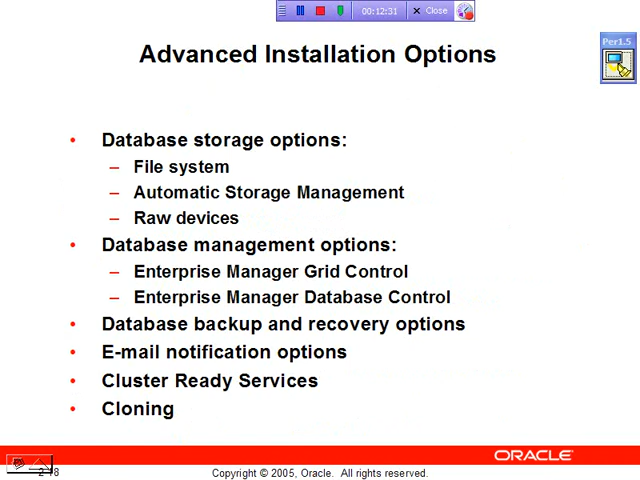 00:12:31
Close
Per1.5
Advanced Installation Options
• Database storage options:
– File system
– Automatic Storage Management
– Raw devices
• Database management options:
– Enterprise Manager Grid Control
– Enterprise Manager Database Control
• Database backup and recovery options
• E-mail notification options
• Cluster Ready Services
• Cloning
ORACLE
Copyright © 2005, Oracle. All rights reserved.